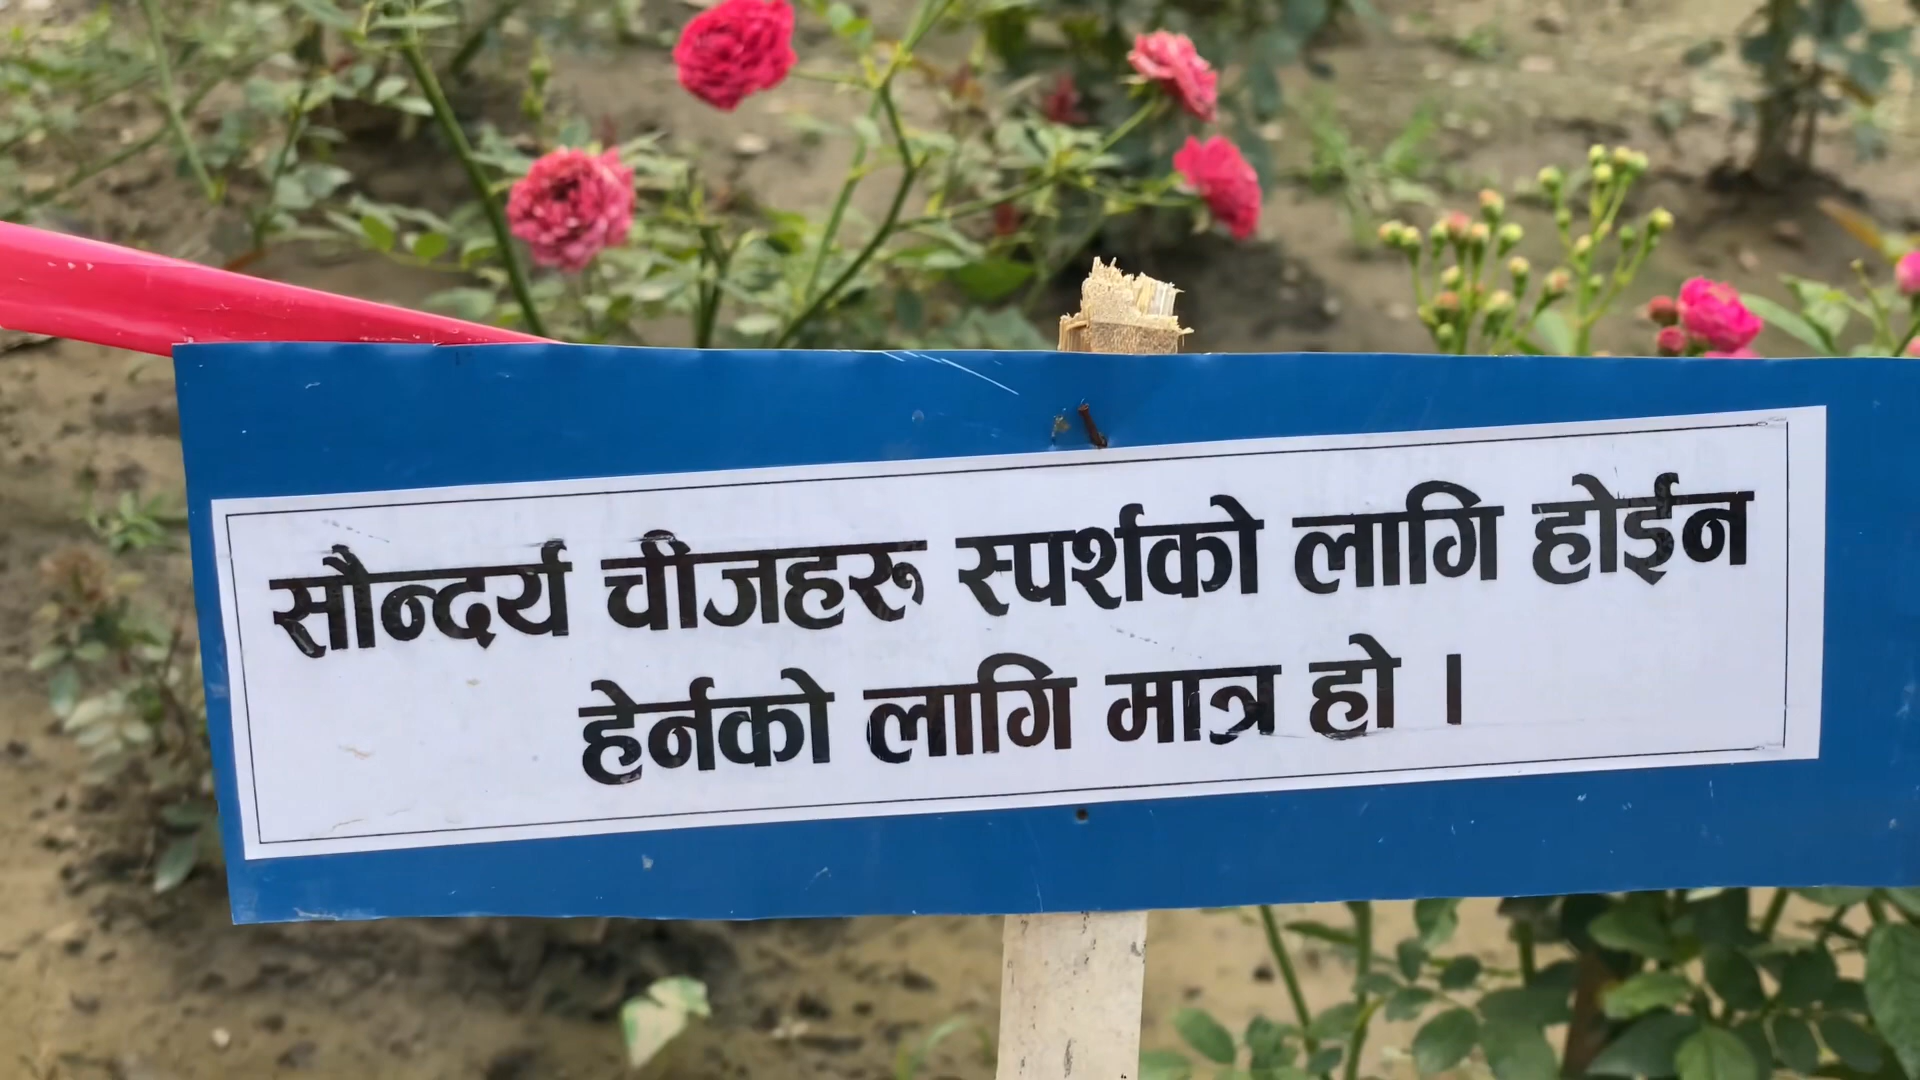 सौन्दर्य चीजहरू स्पर्शको लागि होईन
हेर्नको लागि मात्र हो ।